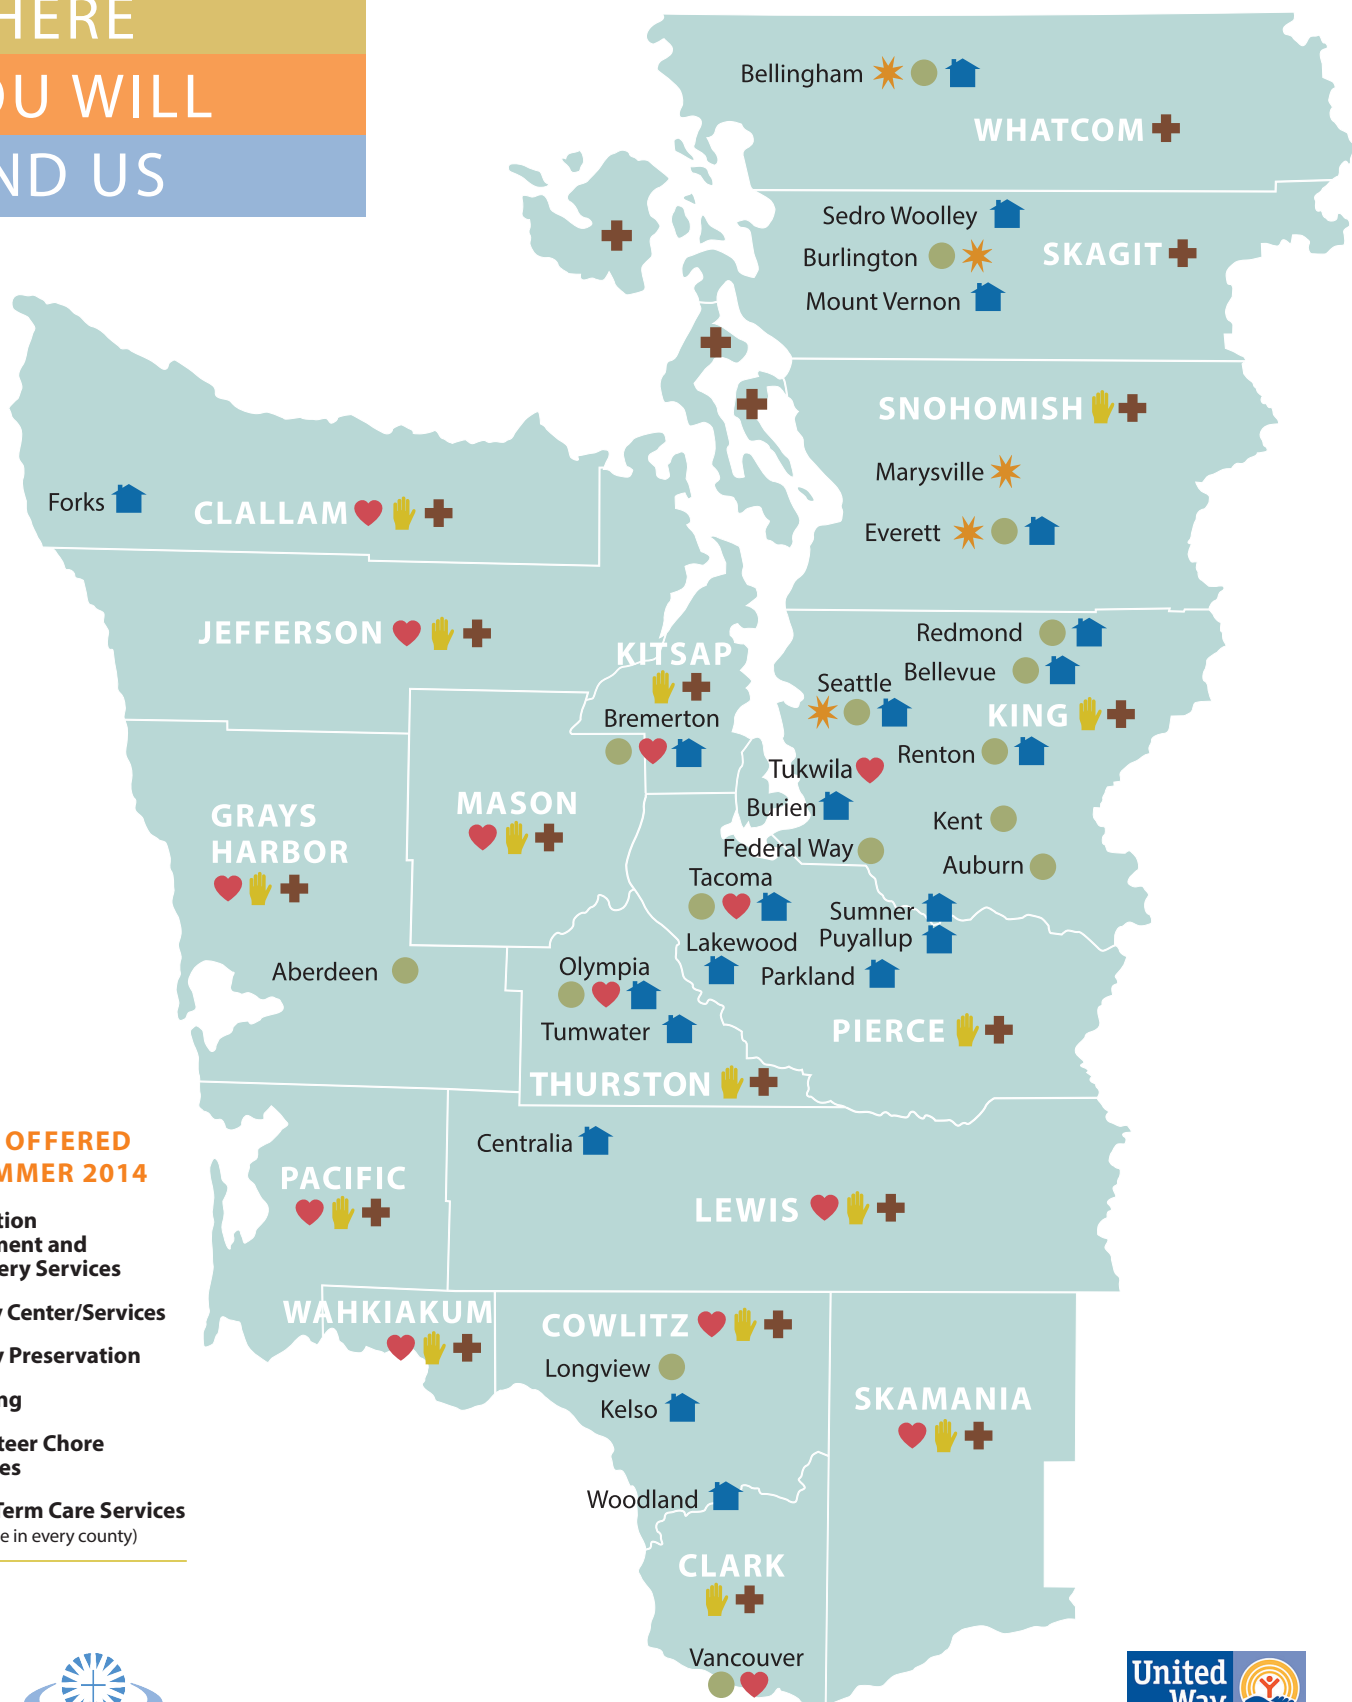 HERE
OU WILL
ND US
Bellingham
WHATCOM
Sedro Woolley
Burlington
SKAGIT
Mount Vernon
SNOHOMISH
Marysville
Everett
Forks
CLALLAM
JEFFERSON
KITSAP
Bremerton
Redmond
Bellevue
Seattle
KING
Renton
Tukwila
Burien
Kent
Federal Way
Auburn
Tacoma
Sumner
Puyallup
Lakewood
Parkland
PIERCE
MASON
GRAYS
HARBOR
Aberdeen
Olympia
Tumwater
THURSTON
Centralia
PACIFIC
LEWIS
WAHKIAKUM
COWLITZ
Longview
Kelso
SKAMANIA
Woodland
CLARK
Vancouver
OFFERED
MMER 2014
tion
ment and
ery Services
y Center/Services
y Preservation
ng
teer Chore
es
Term Care Services
e in every county)
United
Way